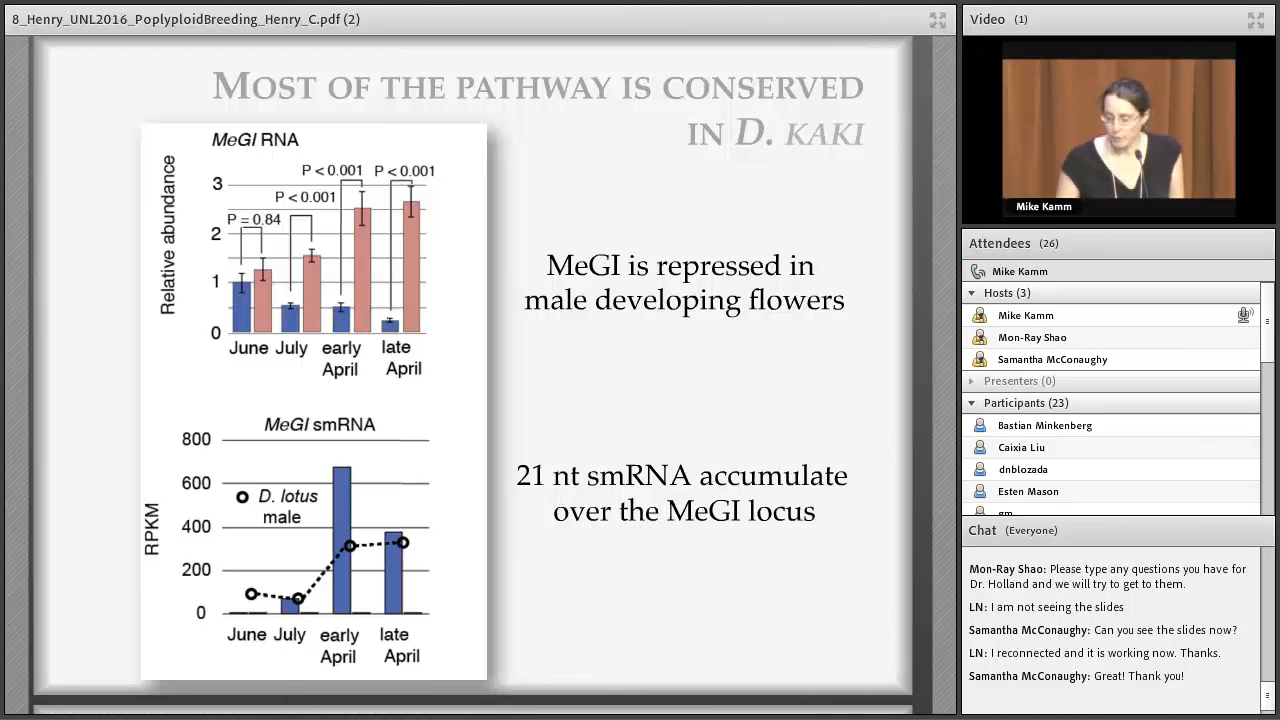 8_Henry_UNL2016_PoplyploidBreeding_Henry_C.pdf (2)
MOST OF THE PATHWAY IS CONSERVED
IN D. KAKI
MeGI RNA
Relative abundance
3
2
1
0
P = 0.84
P < 0.001
P < 0.001
P < 0.001
June July early April late April
MeGI is repressed in
male developing flowers
MeGI smRNA
RPKM
800
600
400
200
0
D. lotus
male
June July early April late April
21 nt smRNA accumulate
over the MeGI locus
Video (1)
Mike Kamm
Attendees (26)
Mike Kamm
Hosts (3)
Mike Kamm
Mon-Ray Shao
Samantha McConaughy
Presenters (0)
Participants (23)
Bastian Minkenberg
Caixia Liu
dnblozada
Esten Mason
Chat (Everyone)
Mon-Ray Shao: Please type any questions you have for
Dr. Holland and we will try to get to them.
LN: I am not seeing the slides
Samantha McConaughy: Can you see the slides now?
LN: I reconnected and it is working now. Thanks.
Samantha McConaughy: Great! Thank you!